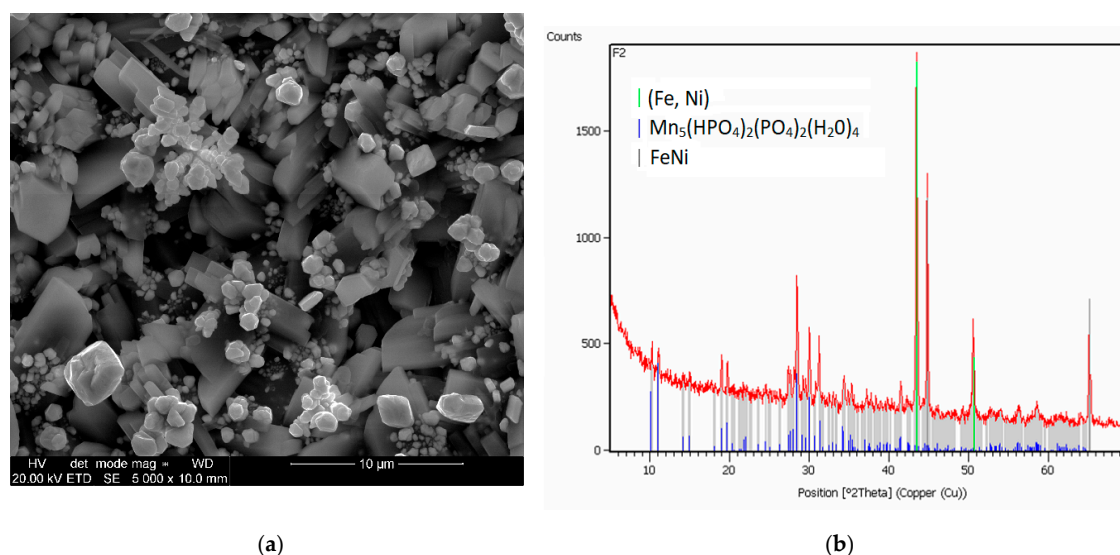 HV det mode mag WD
20.00 kV ETD SE 5 000 x 10.0 mm
10 µm
(a)
Counts
F2
(Fe, Ni)
Mn₅(HPO₄)₂(PO₄)₂(H₂0)₄
FeNi
1500
1000
500
0
10 20 30 40 50 60
Position [°2Theta] (Copper (Cu))
(b)